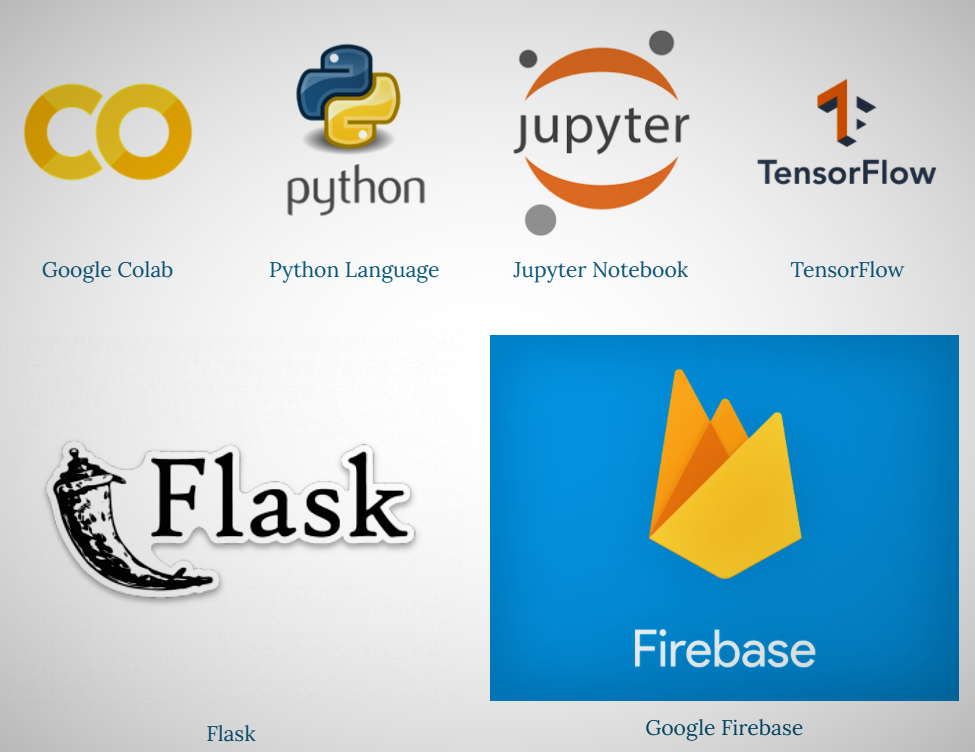 CO
python
jupyter
TensorFlow
Google Colab
Python Language
Jupyter Notebook
TensorFlow
Flask
Firebase
Flask
Google Firebase